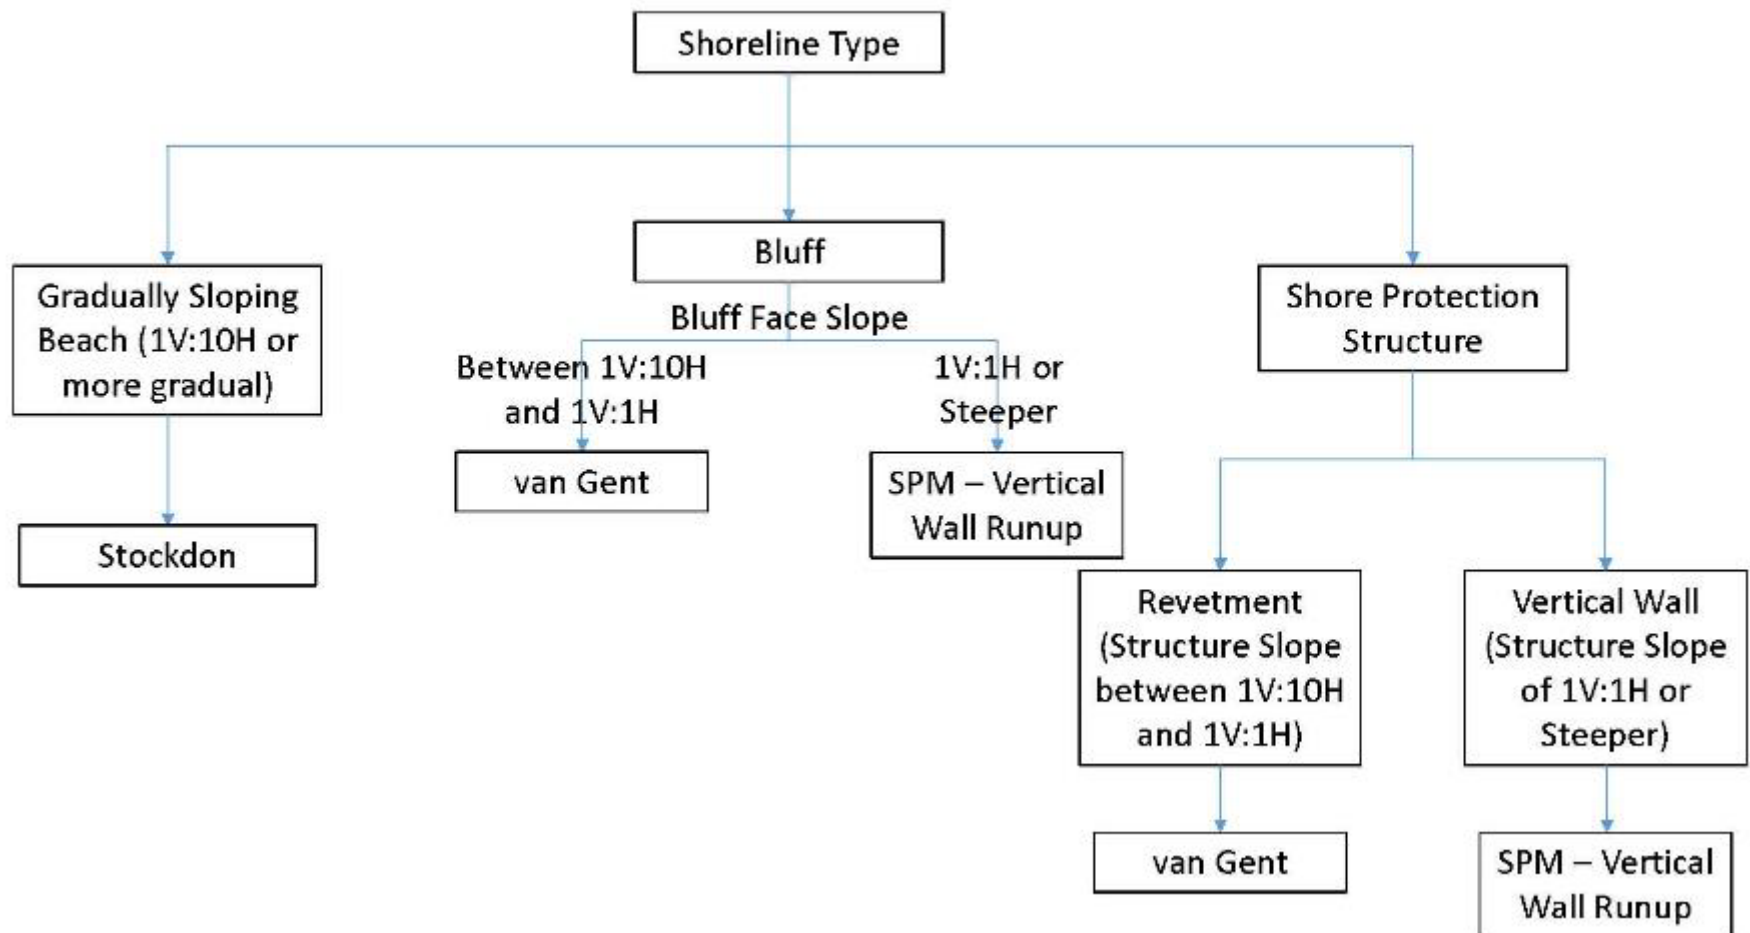 Shoreline Type
Gradually Sloping
Beach (1V:10H or
more gradual)
Stockdon
Bluff
Bluff Face Slope
Between 1V:10H
and 1V:1H
van Gent
1V:1H or
Steeper
SPM – Vertical
Wall Runup
Shore Protection
Structure
Revetment
(Structure Slope
between 1V:10H
and 1V:1H)
van Gent
Vertical Wall
(Structure Slope
of 1V:1H or
Steeper)
SPM – Vertical
Wall Runup